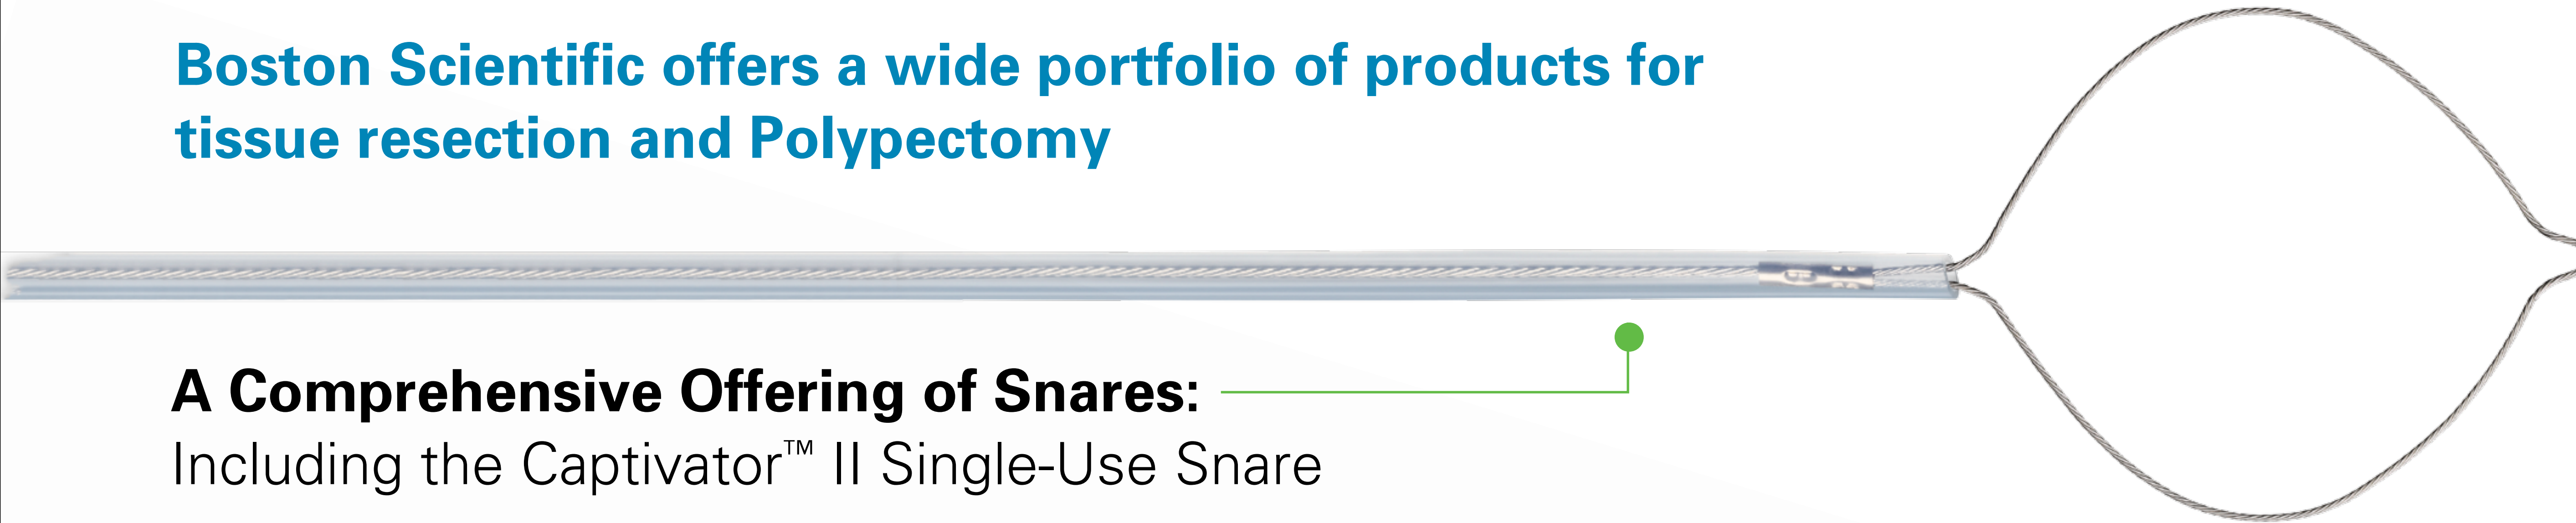 Boston Scientific offers a wide portfolio of products for
tissue resection and Polypectomy
A Comprehensive Offering of Snares:
Including the Captivator™ II Single-Use Snare